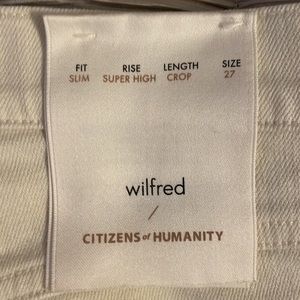 FIT RISE LENGTH SIZE
SLIM SUPER HIGH CROP 27
wilfred
/
CITIZENS of HUMANITY